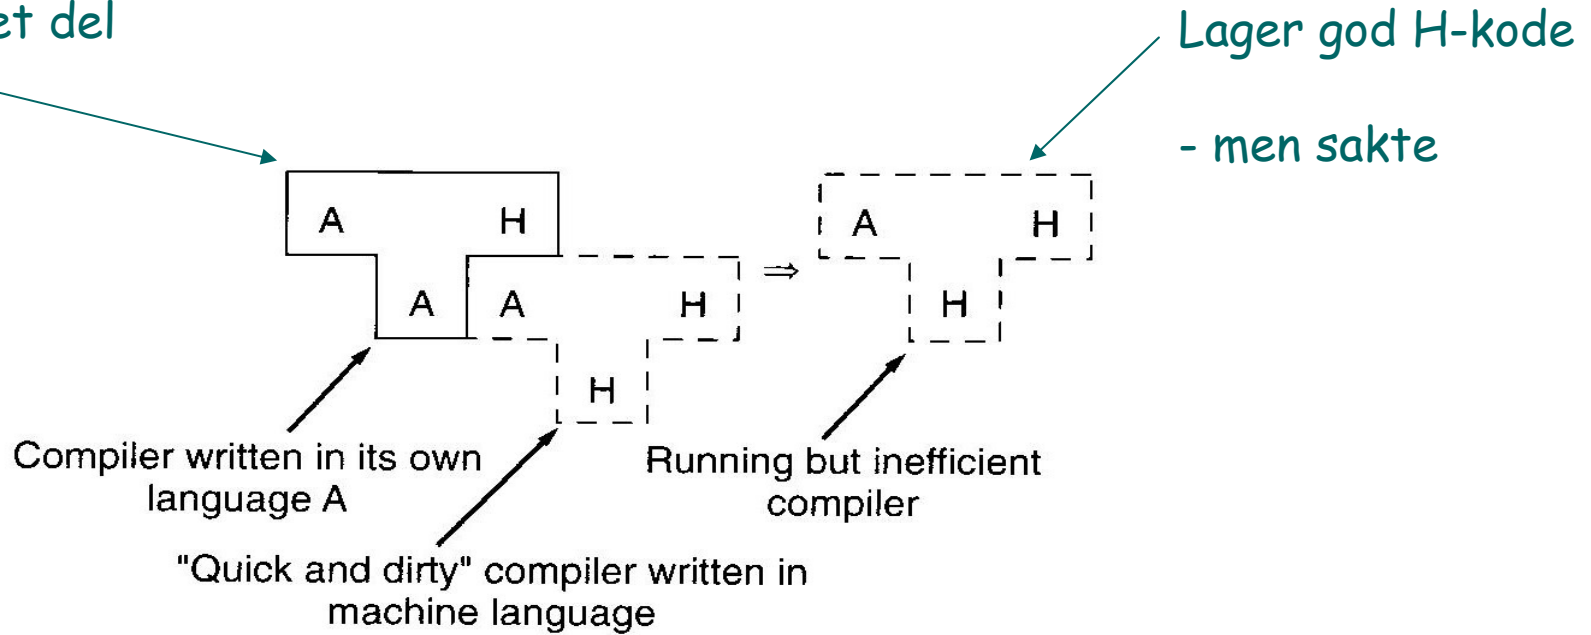 et del
Lager god H-kode
- men sakte
A H
A
A H
H
⇒
A H
H
Compiler written in its own
language A
"Quick and dirty" compiler written in
machine language
Running but inefficient
compiler